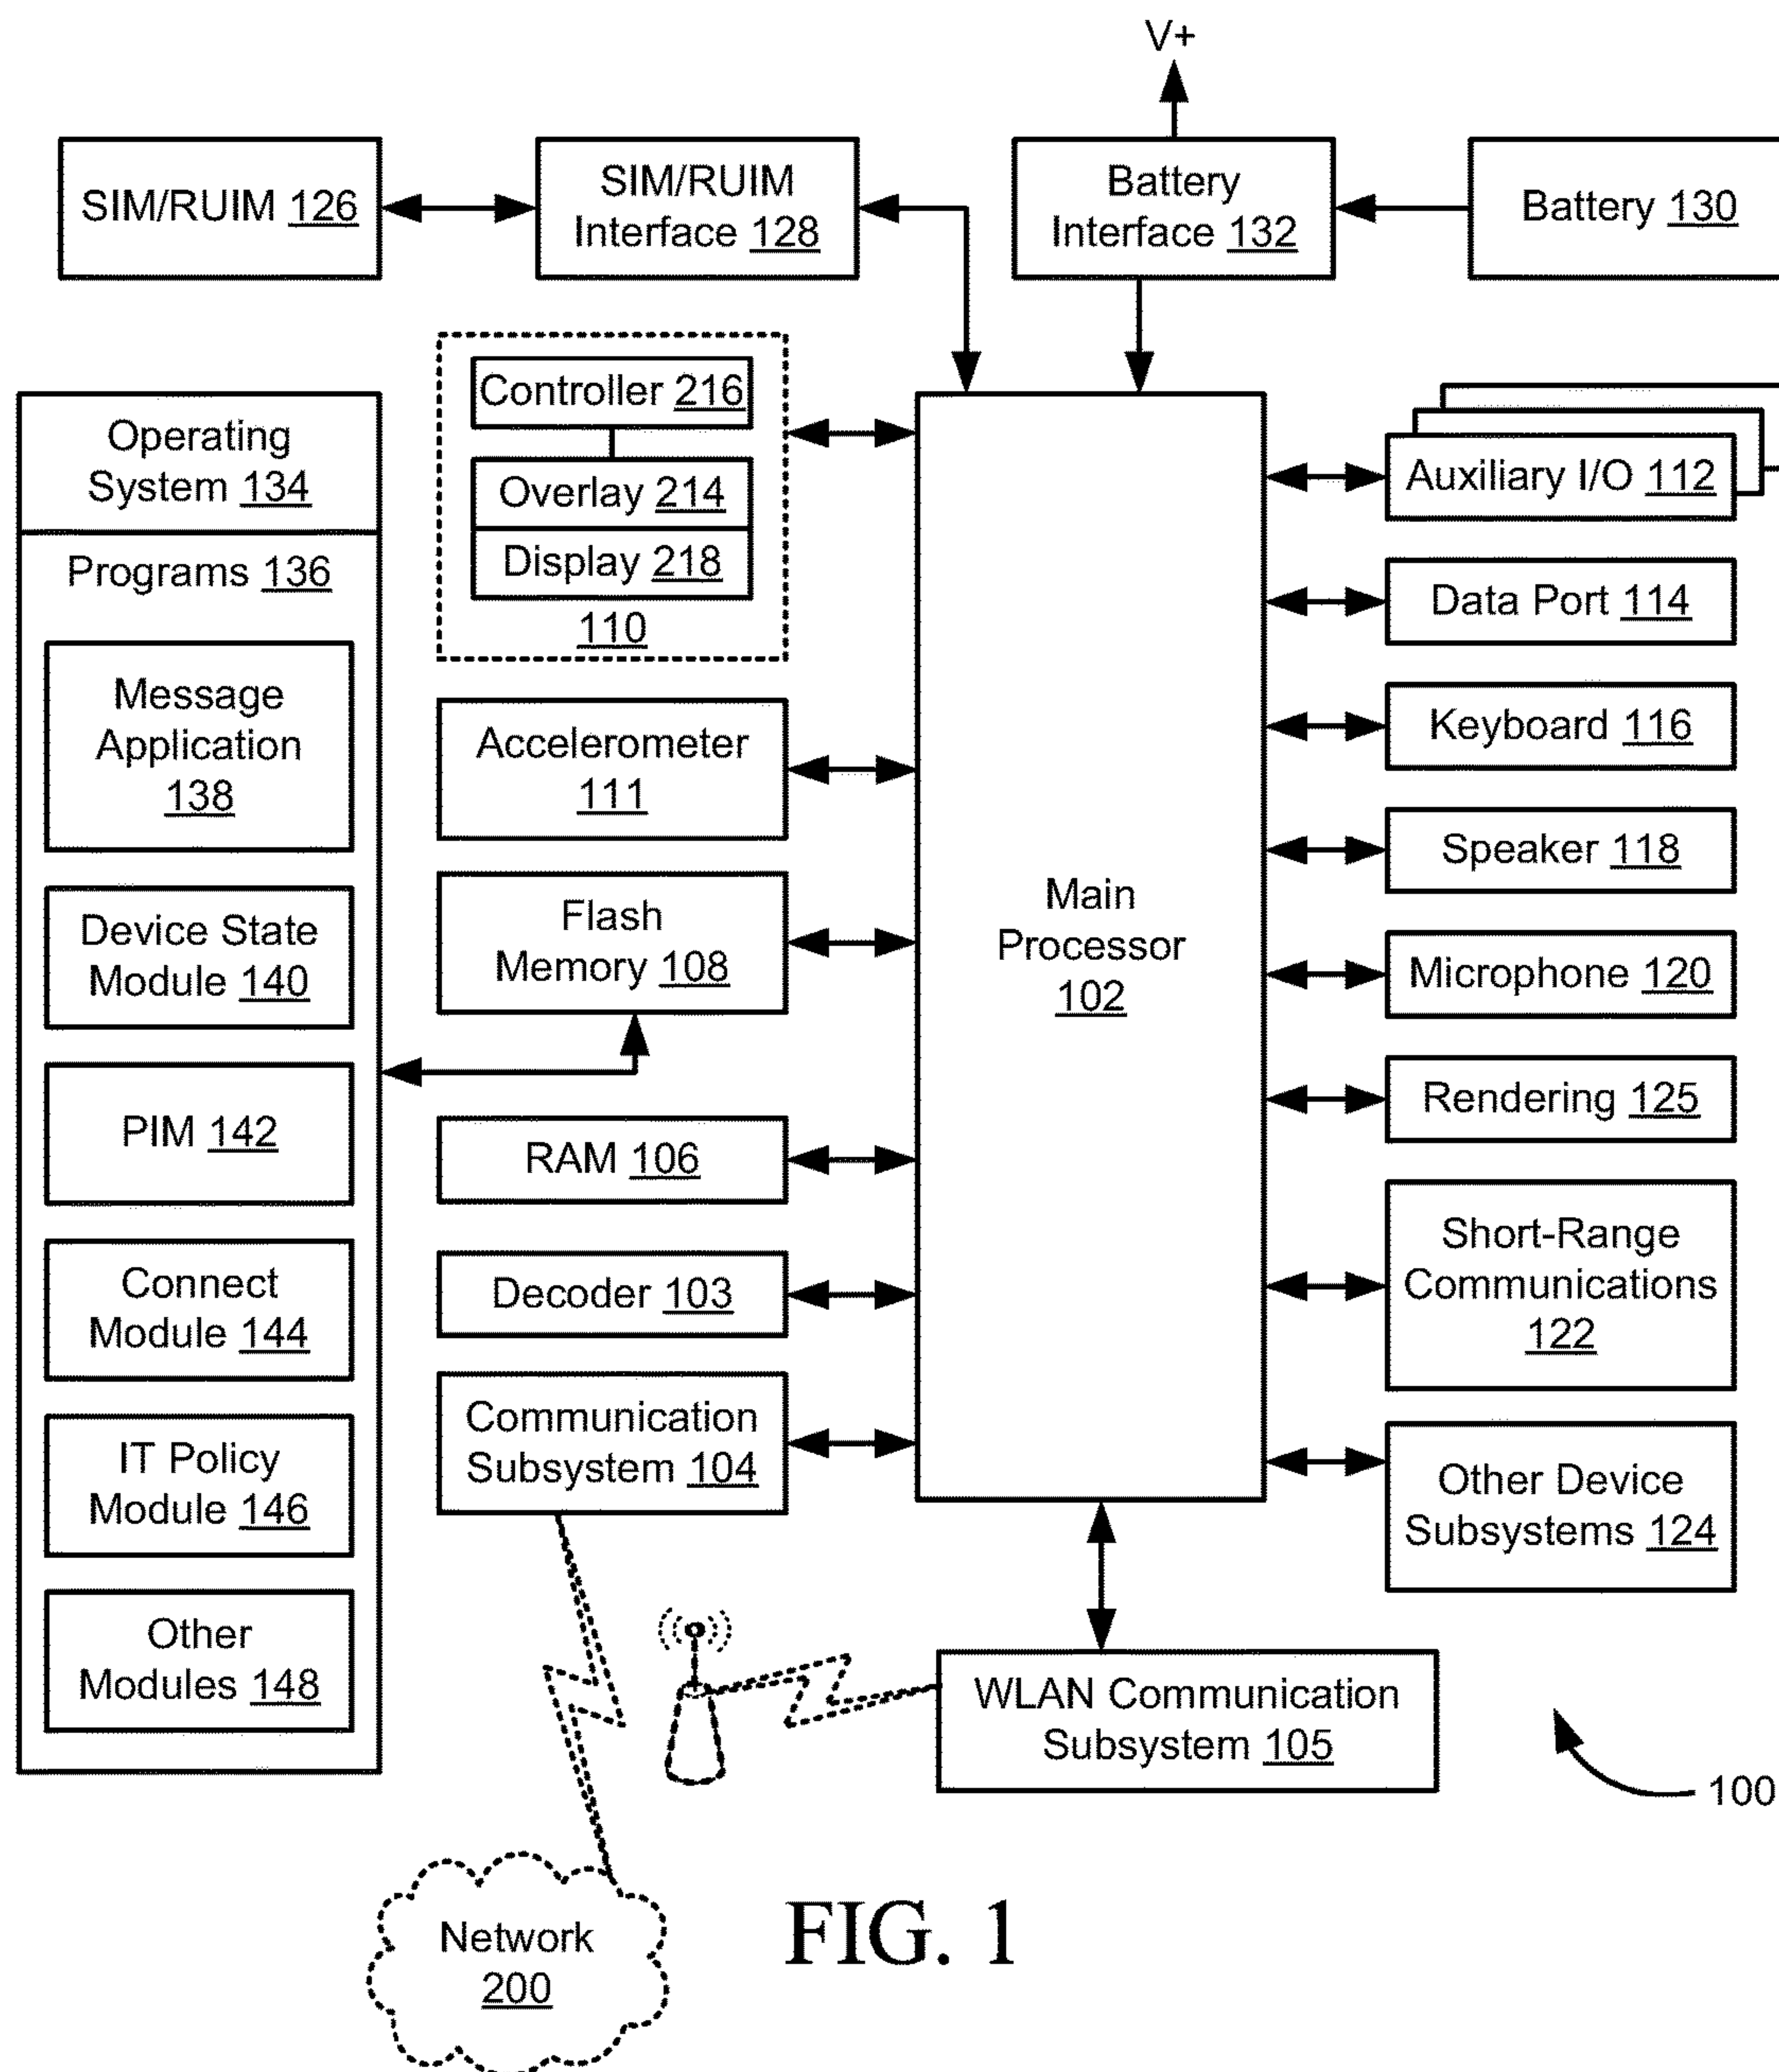 V+
SIM/RUIM 126
SIM/RUIM
Interface 128
Battery
Interface 132
Battery 130
Operating
System 134
Programs 136
Message
Application
138
Device State
Module 140
PIM 142
Connect
Module 144
IT Policy
Module 146
Other
Modules 148
Controller 216
Overlay 214
Display 218
110
Accelerometer
111
Flash
Memory 108
RAM 106
Decoder 103
Communication
Subsystem 104
Main
Processor
102
Auxiliary I/O 112
Data Port 114
Keyboard 116
Speaker 118
Microphone 120
Rendering 125
Short-Range
Communications
122
Other Device
Subsystems 124
WLAN Communication
Subsystem 105
100
Network
200
FIG. 1